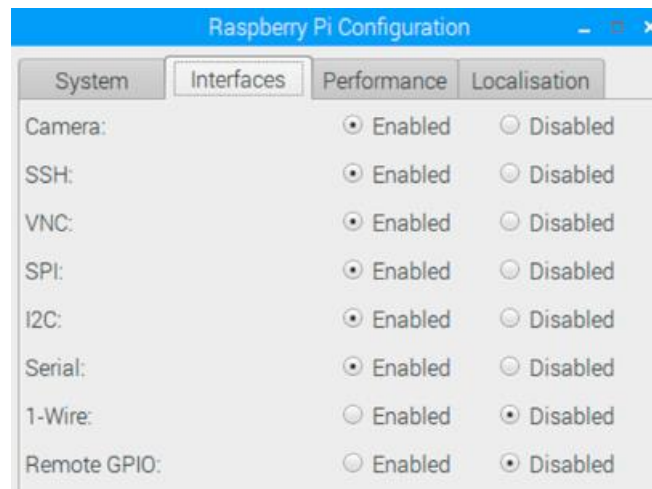 Raspberry Pi Configuration
System Interfaces Performance Localisation
Camera: Enabled Disabled
SSH: Enabled Disabled
VNC: Enabled Disabled
SPI: Enabled Disabled
I2C: Enabled Disabled
Serial: Enabled Disabled
1-Wire: Enabled Disabled
Remote GPIO: Enabled Disabled